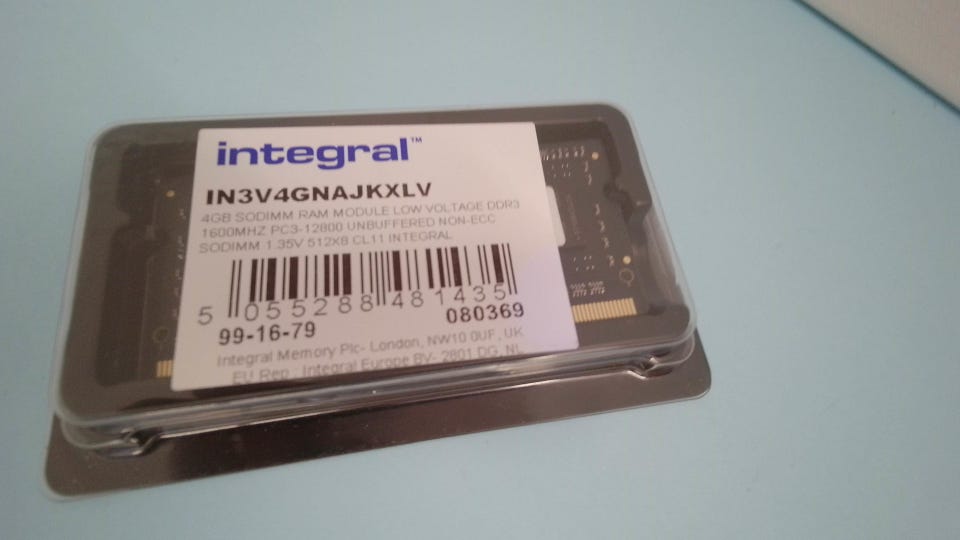 integral™
IN3V4GNAJKXLV
4GB SODIMM RAM MODULE LOW VOLTAGE DDR3
1600MHZ PC3-12800 UNBUFFERED NON-ECC
SODIMM 1.35V 512X8 CL11 INTEGRAL
5 055288 481435
99-16-79 080369
Integral Memory Plc- London, NW10 0UF, UK
EU Rep : Integral Europe BV- 2801 DG, NL